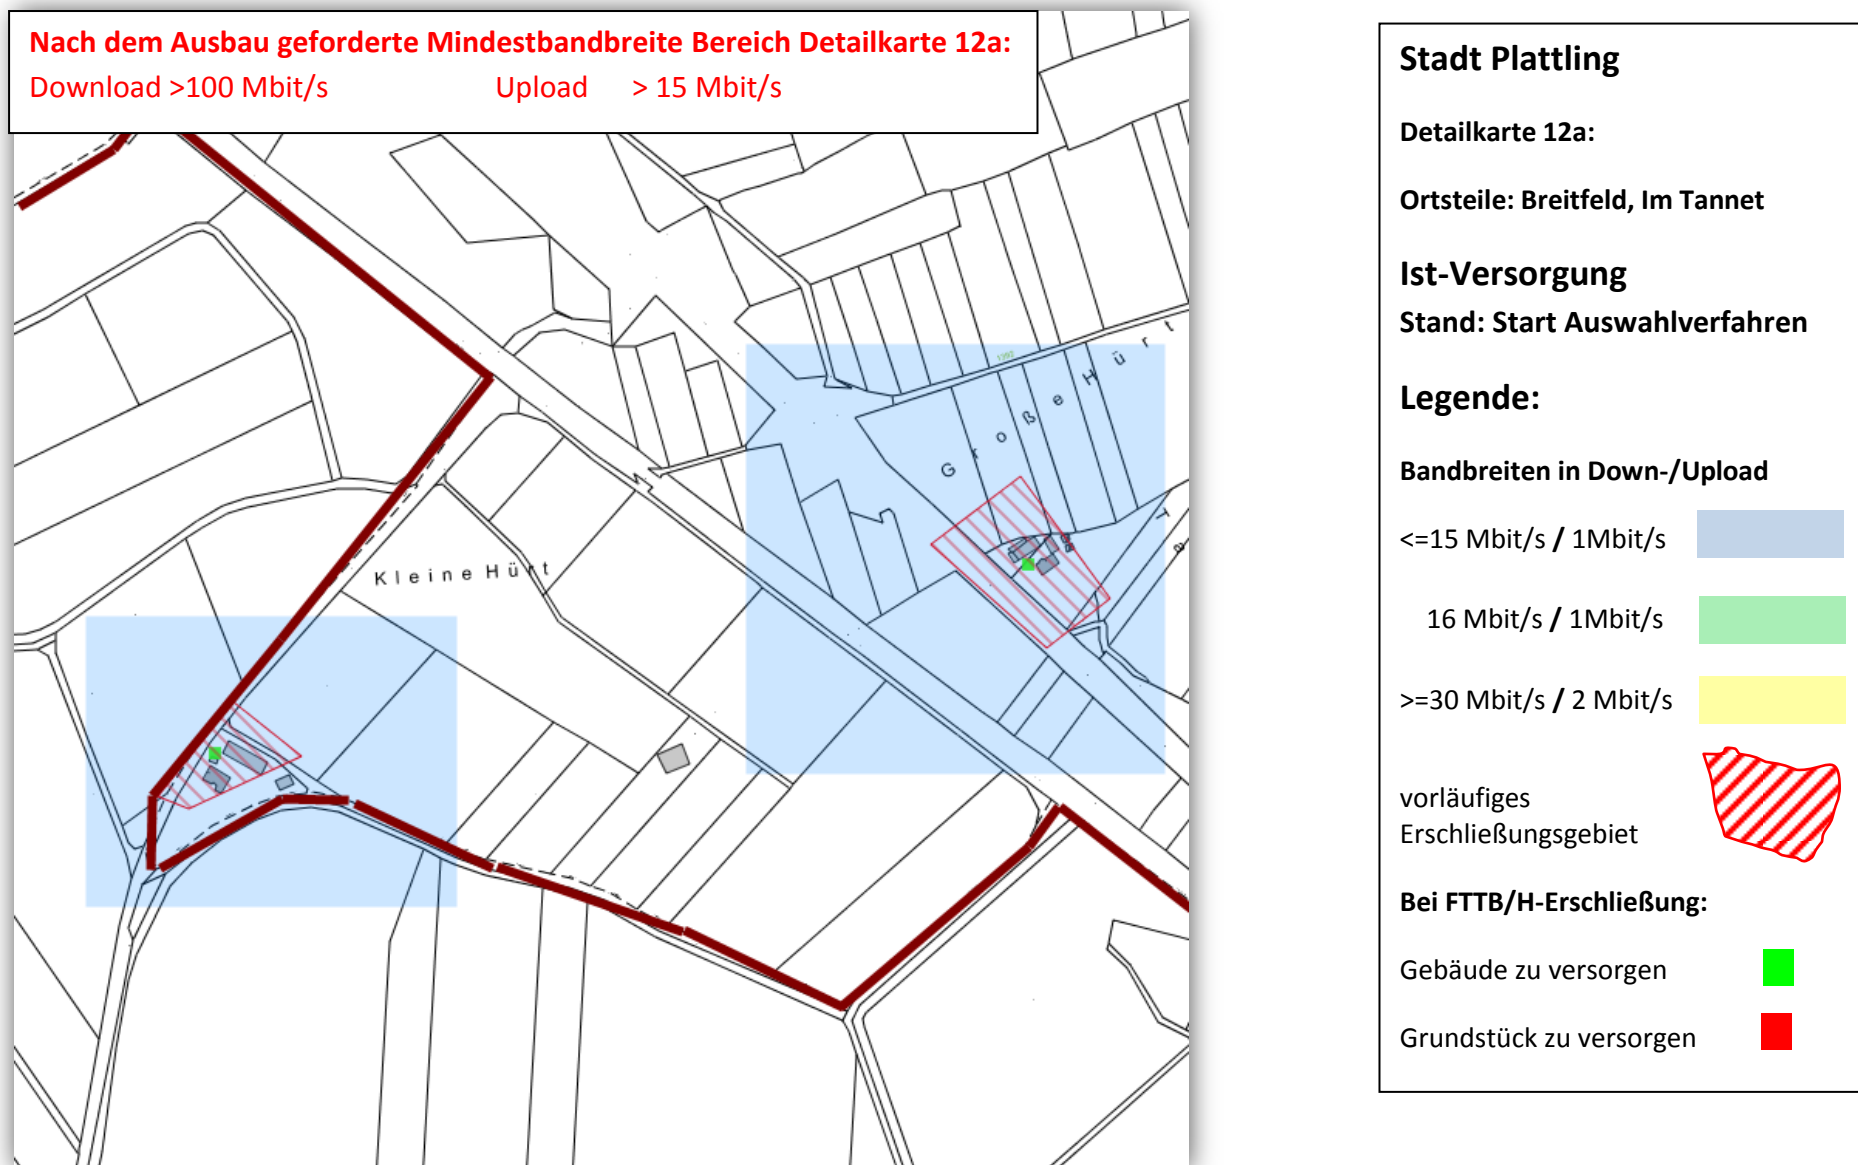 Nach dem Ausbau geforderte Mindestbandbreite Bereich Detailkarte 12a:
Download >100 Mbit/s Upload > 15 Mbit/s
Große Hürt
1392
Ta
Kleine Hürt
Stadt Plattling
Detailkarte 12a:
Ortsteile: Breitfeld, Im Tannet
Ist-Versorgung
Stand: Start Auswahlverfahren
Legende:
Bandbreiten in Down-/Upload
<=15 Mbit/s / 1Mbit/s
16 Mbit/s / 1Mbit/s
>=30 Mbit/s / 2 Mbit/s
vorläufiges
Erschließungsgebiet
Bei FTTB/H-Erschließung:
Gebäude zu versorgen
Grundstück zu versorgen